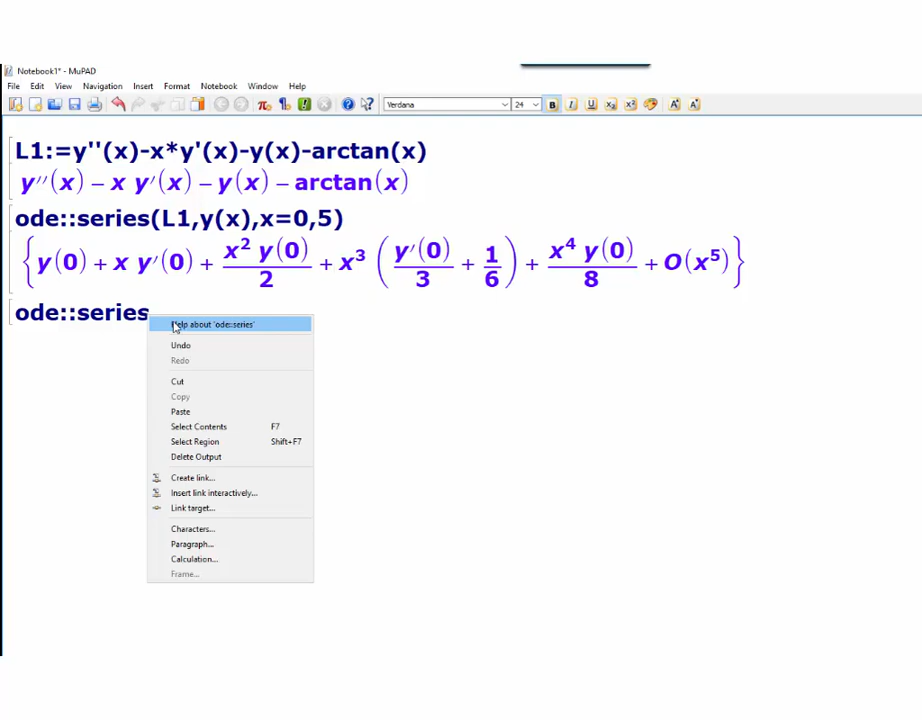 Notebook1* - MuPAD
File Edit View Navigation Insert Format Notebook Window Help
Verdana 24 B I U x₂ x² A A
L1:=y''(x)-x*y'(x)-y(x)-arctan(x)
y′′(x) − x y′(x) − y(x) − arctan(x)
ode::series(L1,y(x),x=0,5)
{y(0) + x y′(0) + x² y(0)/2 + x³ (y′(0)/3 + 1/6) + x⁴ y(0)/8 + O(x⁵)}
ode::series
Help about 'ode::series'
Undo
Redo
Cut
Copy
Paste
Select Contents F7
Select Region Shift+F7
Delete Output
Create link...
Insert link interactively...
Link target...
Characters...
Paragraph...
Calculation...
Frame...